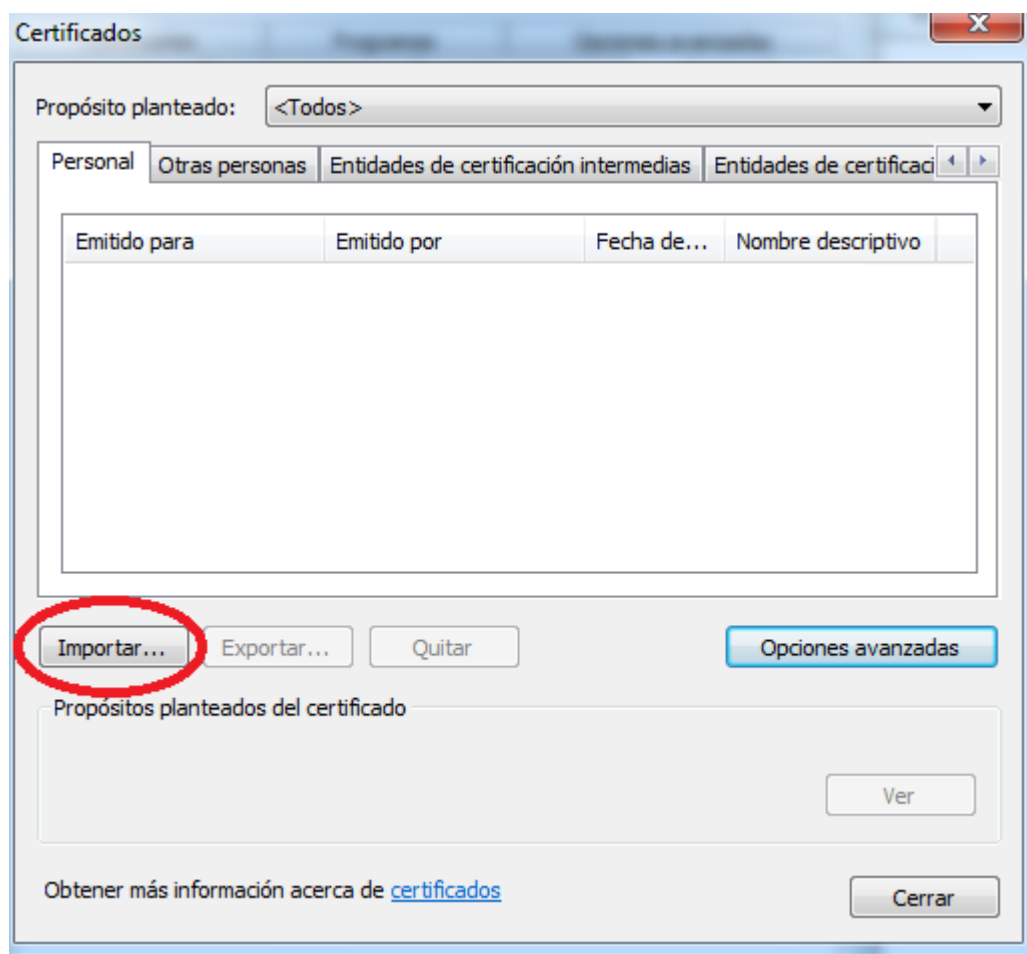 Certificados
Propósito planteado: <Todos>
Personal Otras personas Entidades de certificación intermedias Entidades de certificaci
Emitido para Emitido por Fecha de... Nombre descriptivo
Importar... Exportar... Quitar Opciones avanzadas
Propósitos planteados del certificado
Ver
Obtener más información acerca de certificados
Cerrar